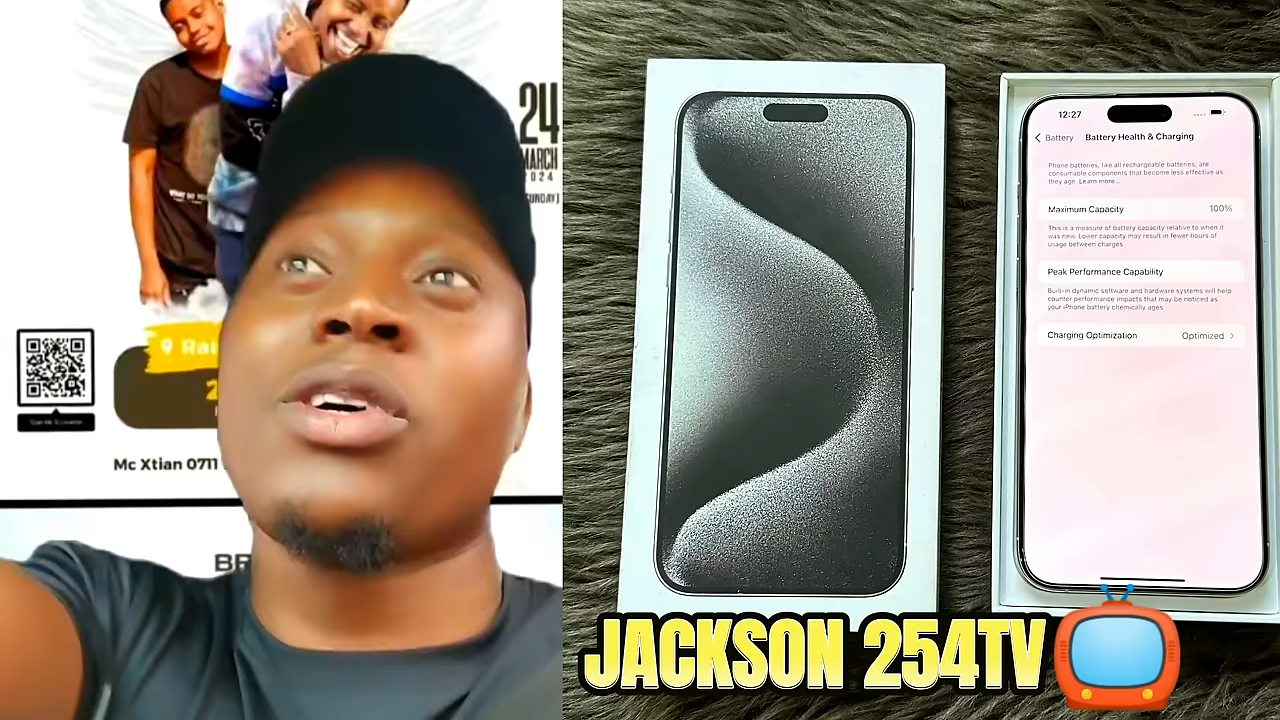 24
MARCH
2024
WHAT DO YOU
Mc Xtian 0711
12:27
Battery
Battery Health & Charging
Phone batteries, like all rechargeable batteries, are
consumable components that become less effective as
they age. Learn more...
Maximum Capacity 100%
This is a measure of battery capacity relative to when it
was new. Lower capacity may result in fewer hours of
usage between charges.
Peak Performance Capability
Built-in dynamic software and hardware systems will help
counter performance impacts that may be noticed as
your iPhone battery chemically ages.
Charging Optimization Optimized
JACKSON 254TV